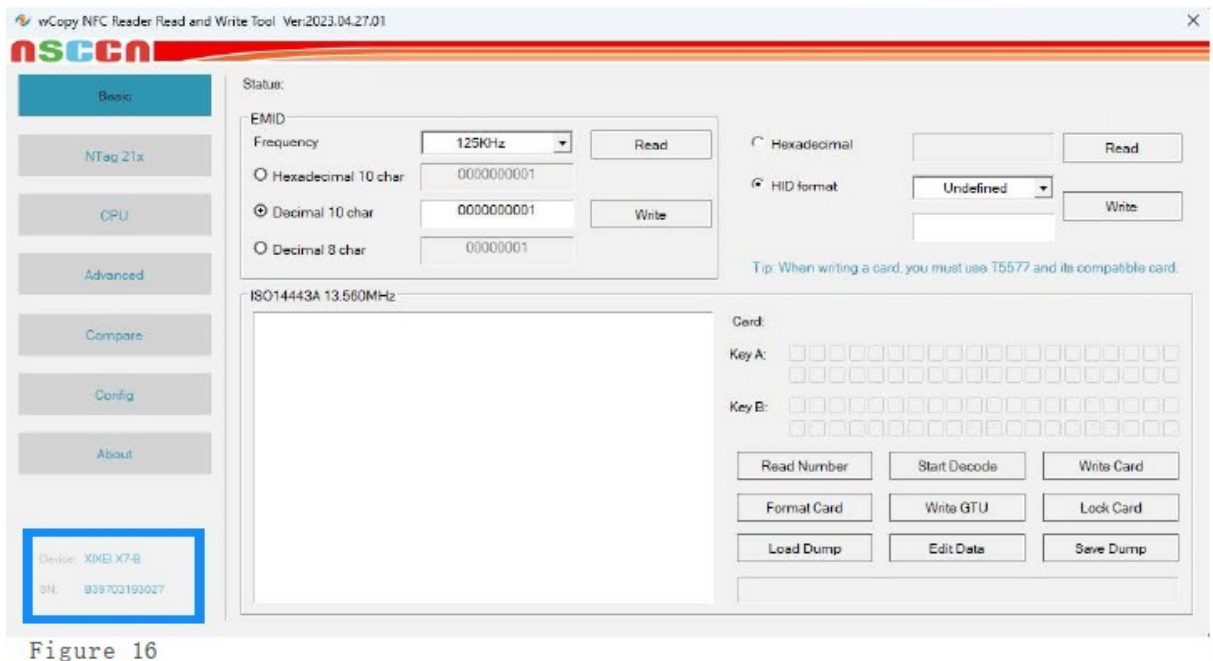 wCopy NFC Reader Read and Write Tool Ver:2023.04.27.01
nsccn
Basic
NTag 21x
CPU
Advanced
Compare
Config
About
Device: XIXEI X7-B
SN: B39703193027
Status:
EMID
Frequency 125KHz Read
Hexadecimal 10 char 0000000001
Decimal 10 char 0000000001 Write
Decimal 8 char 00000001
Hexadecimal Read
HID format Undefined Write
Tip: When writing a card, you must use T5577 and its compatible card.
ISO14443A 13.560MHz
Card:
Key A:
Key B:
Read Number Start Decode Write Card
Format Card Write GTU Lock Card
Load Dump Edit Data Save Dump
Figure 16